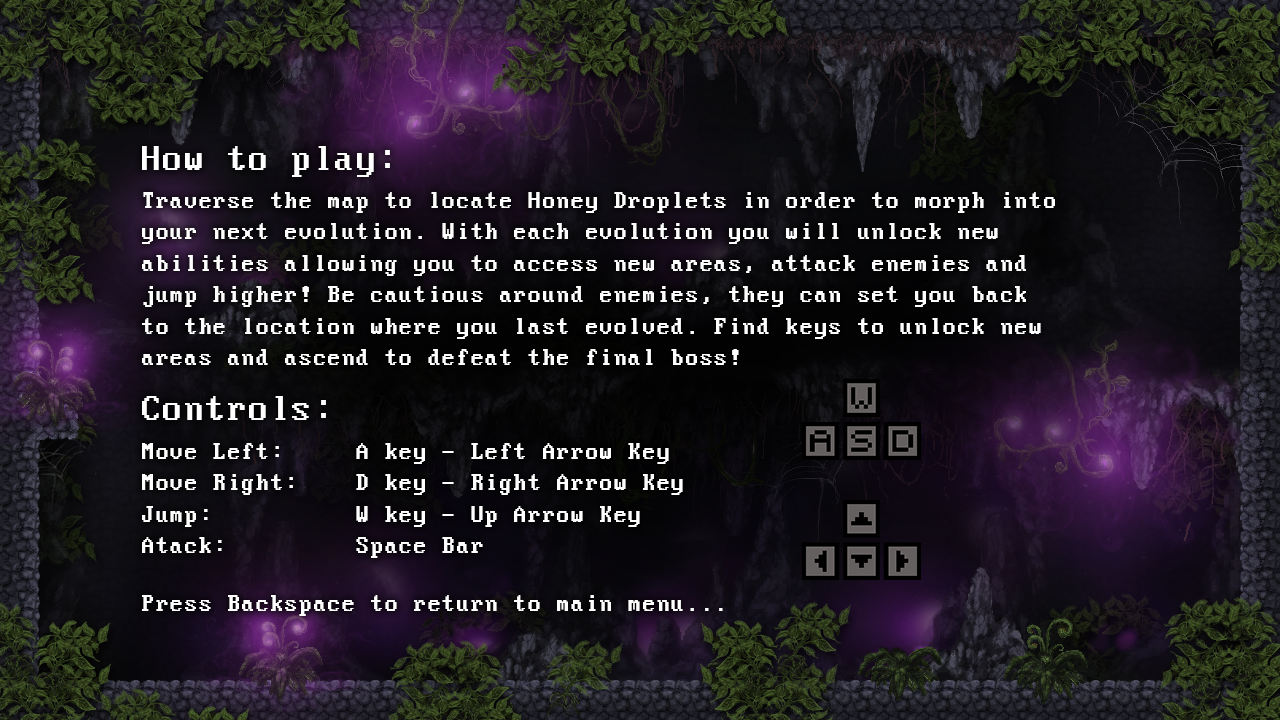 How to play:
Traverse the map to locate Honey Droplets in order to morph into
your next evolution. With each evolution you will unlock new
abilities allowing you to access new areas, attack enemies and
jump higher! Be cautious around enemies, they can set you back
to the location where you last evolved. Find keys to unlock new
areas and ascend to defeat the final boss!
Controls:
Move Left: A key - Left Arrow Key
Move Right: D key - Right Arrow Key
Jump: W key - Up Arrow Key
Atack: Space Bar
W
A S D
Press Backspace to return to main menu...